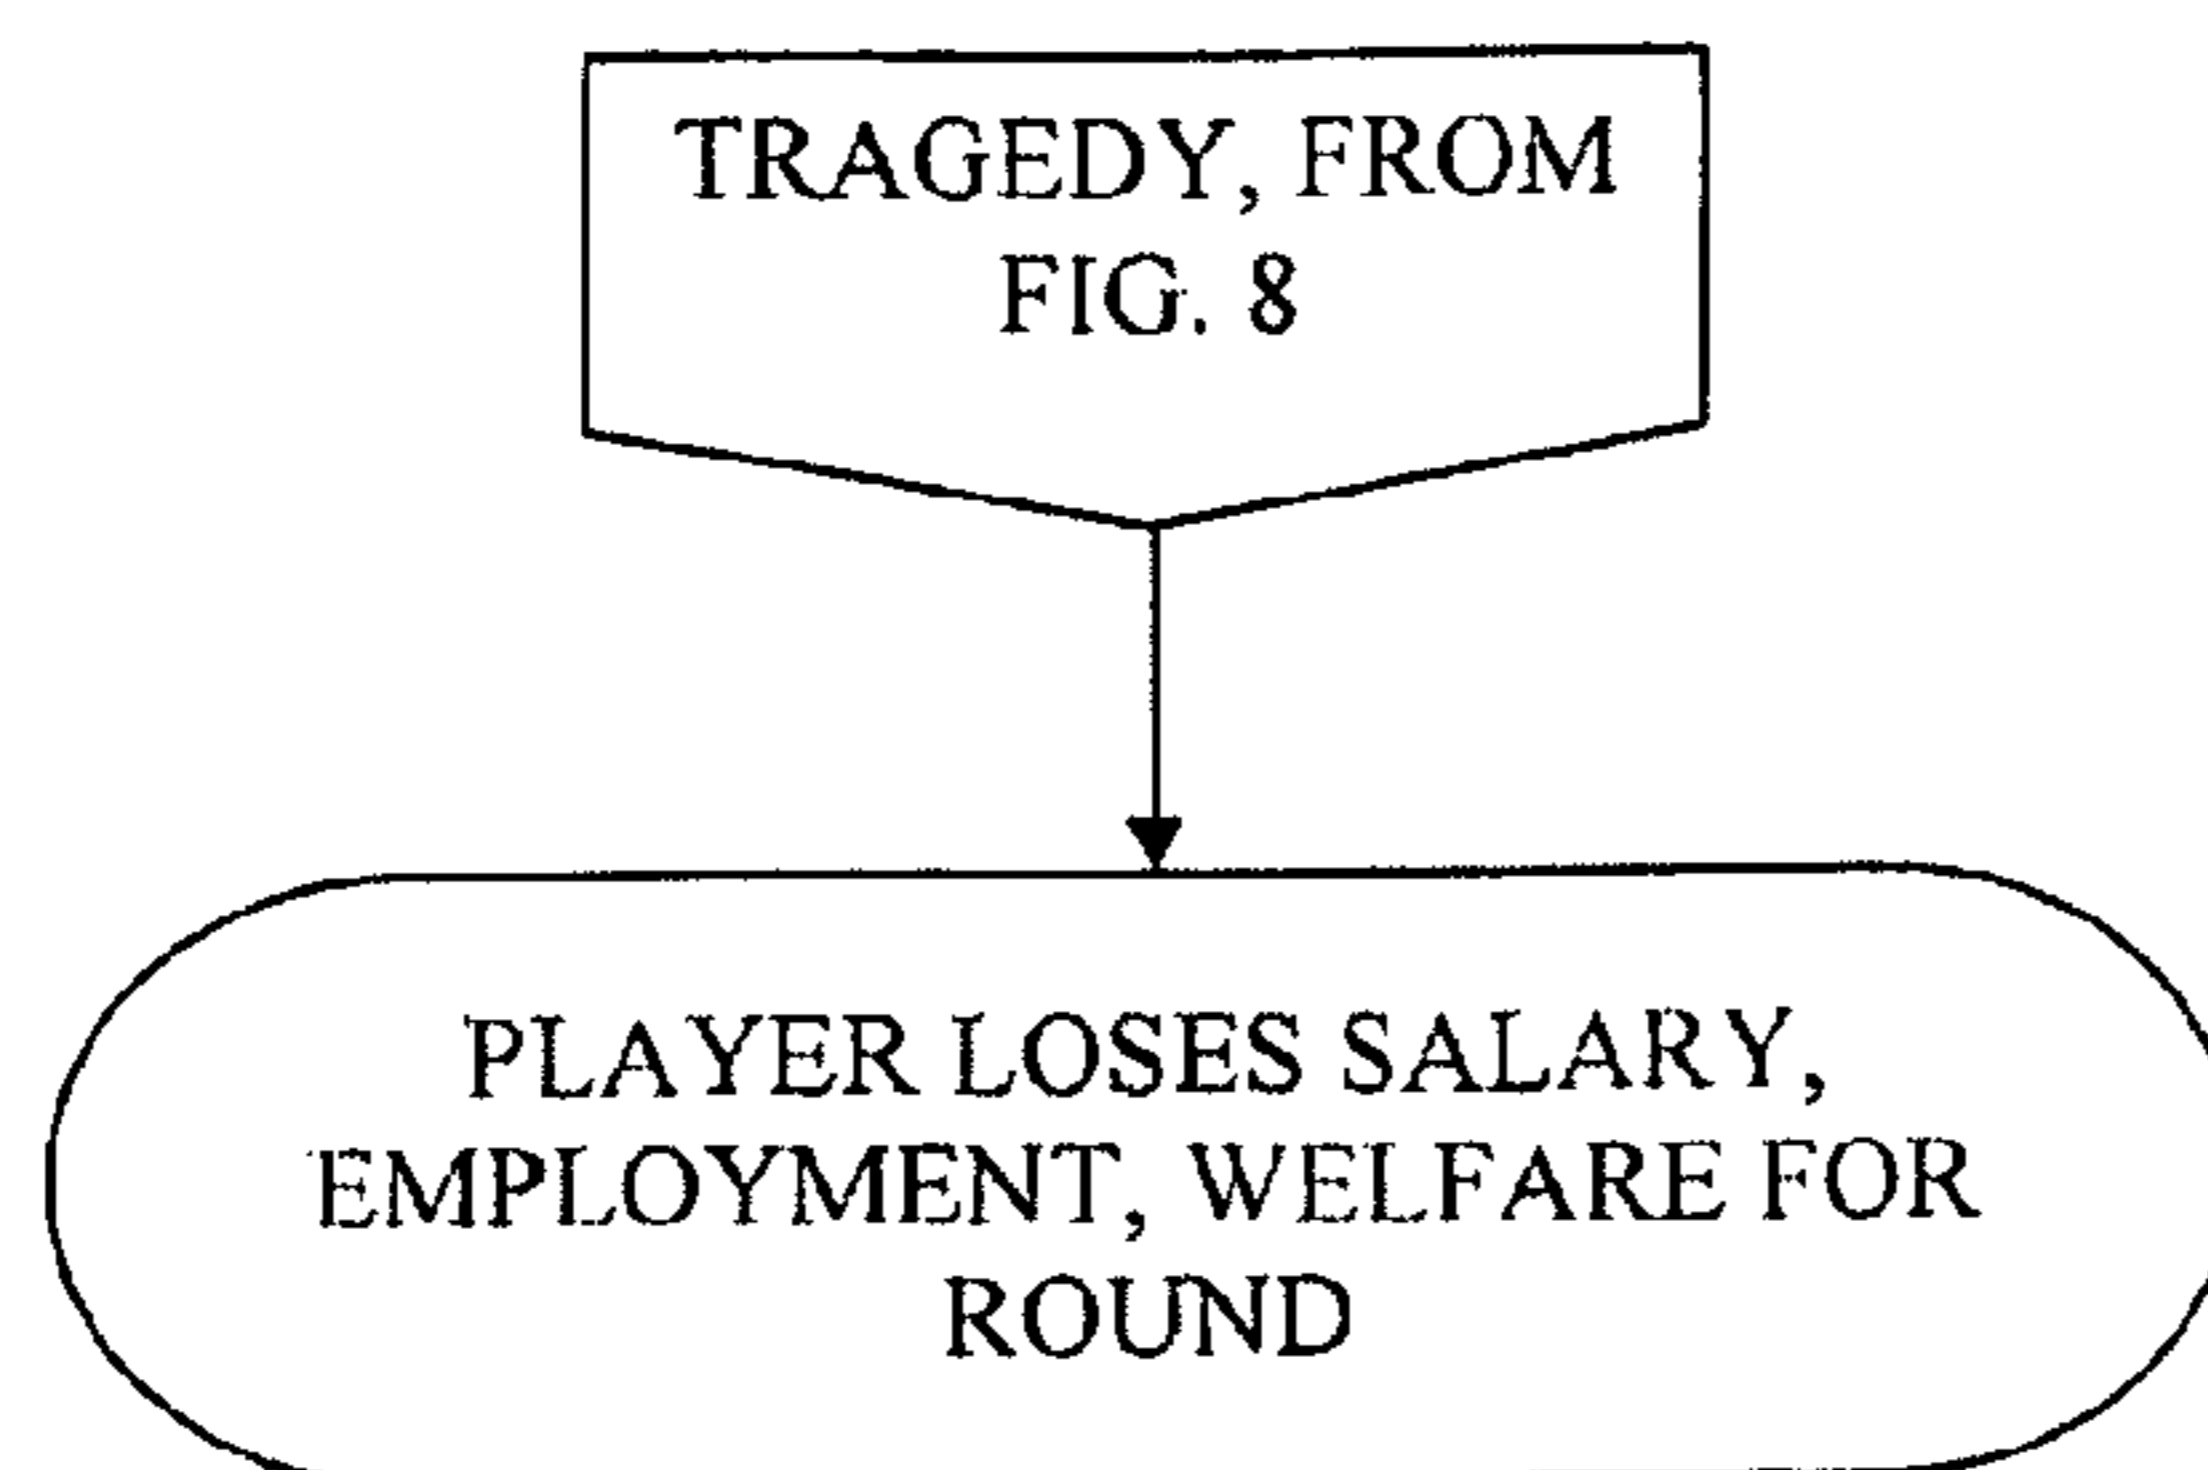 TRAGEDY, FROM
FIG. 8
PLAYER LOSES SALARY,
EMPLOYMENT, WELFARE FOR
ROUND